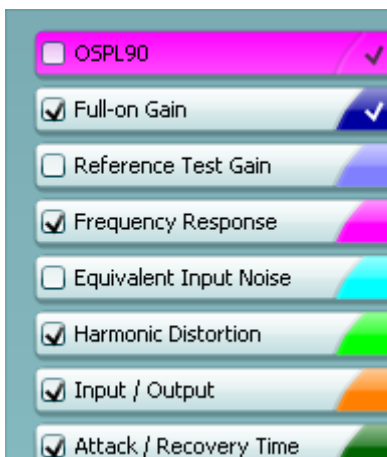 OSPL90
Full-on Gain
Reference Test Gain
Frequency Response
Equivalent Input Noise
Harmonic Distortion
Input / Output
Attack / Recovery Time